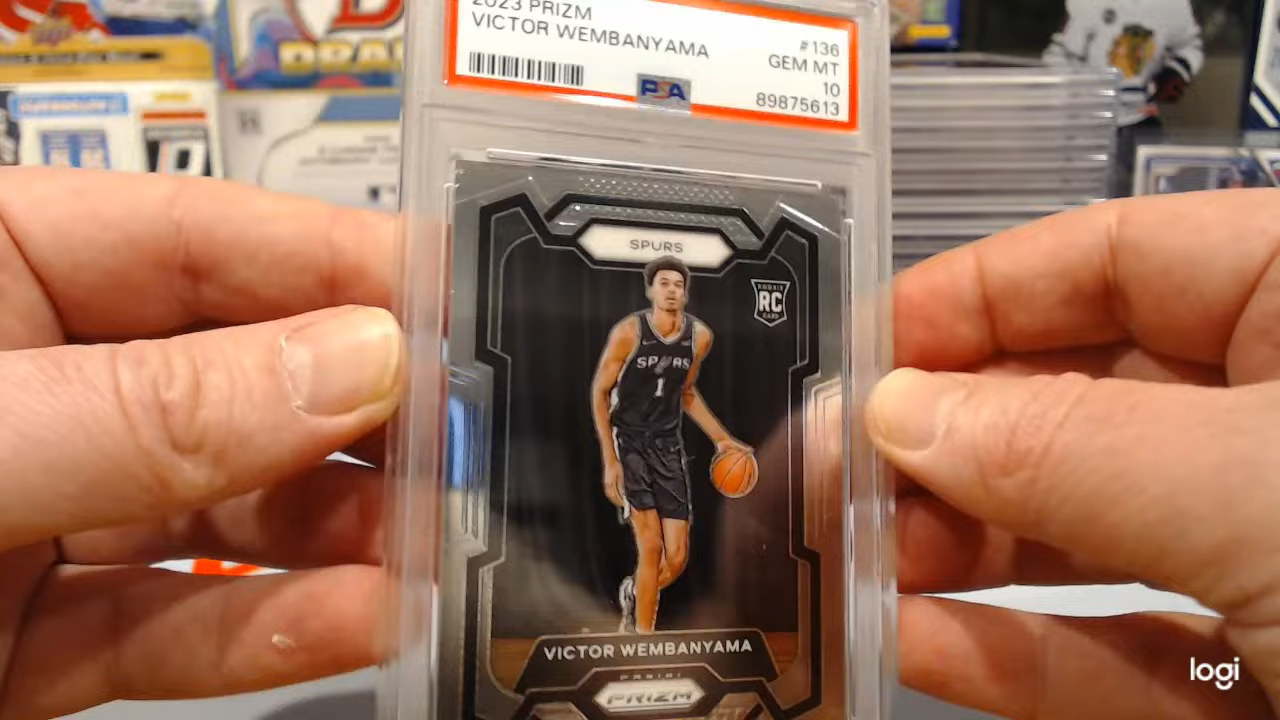 2023 PRIZM
VICTOR WEMBANYAMA
#136
GEM MT
10
PSA
89875613
SPURS
ROOKIE
RC
CARD
SPURS
1
VICTOR WEMBANYAMA
PANINI
PRIZM
DRAF
logi